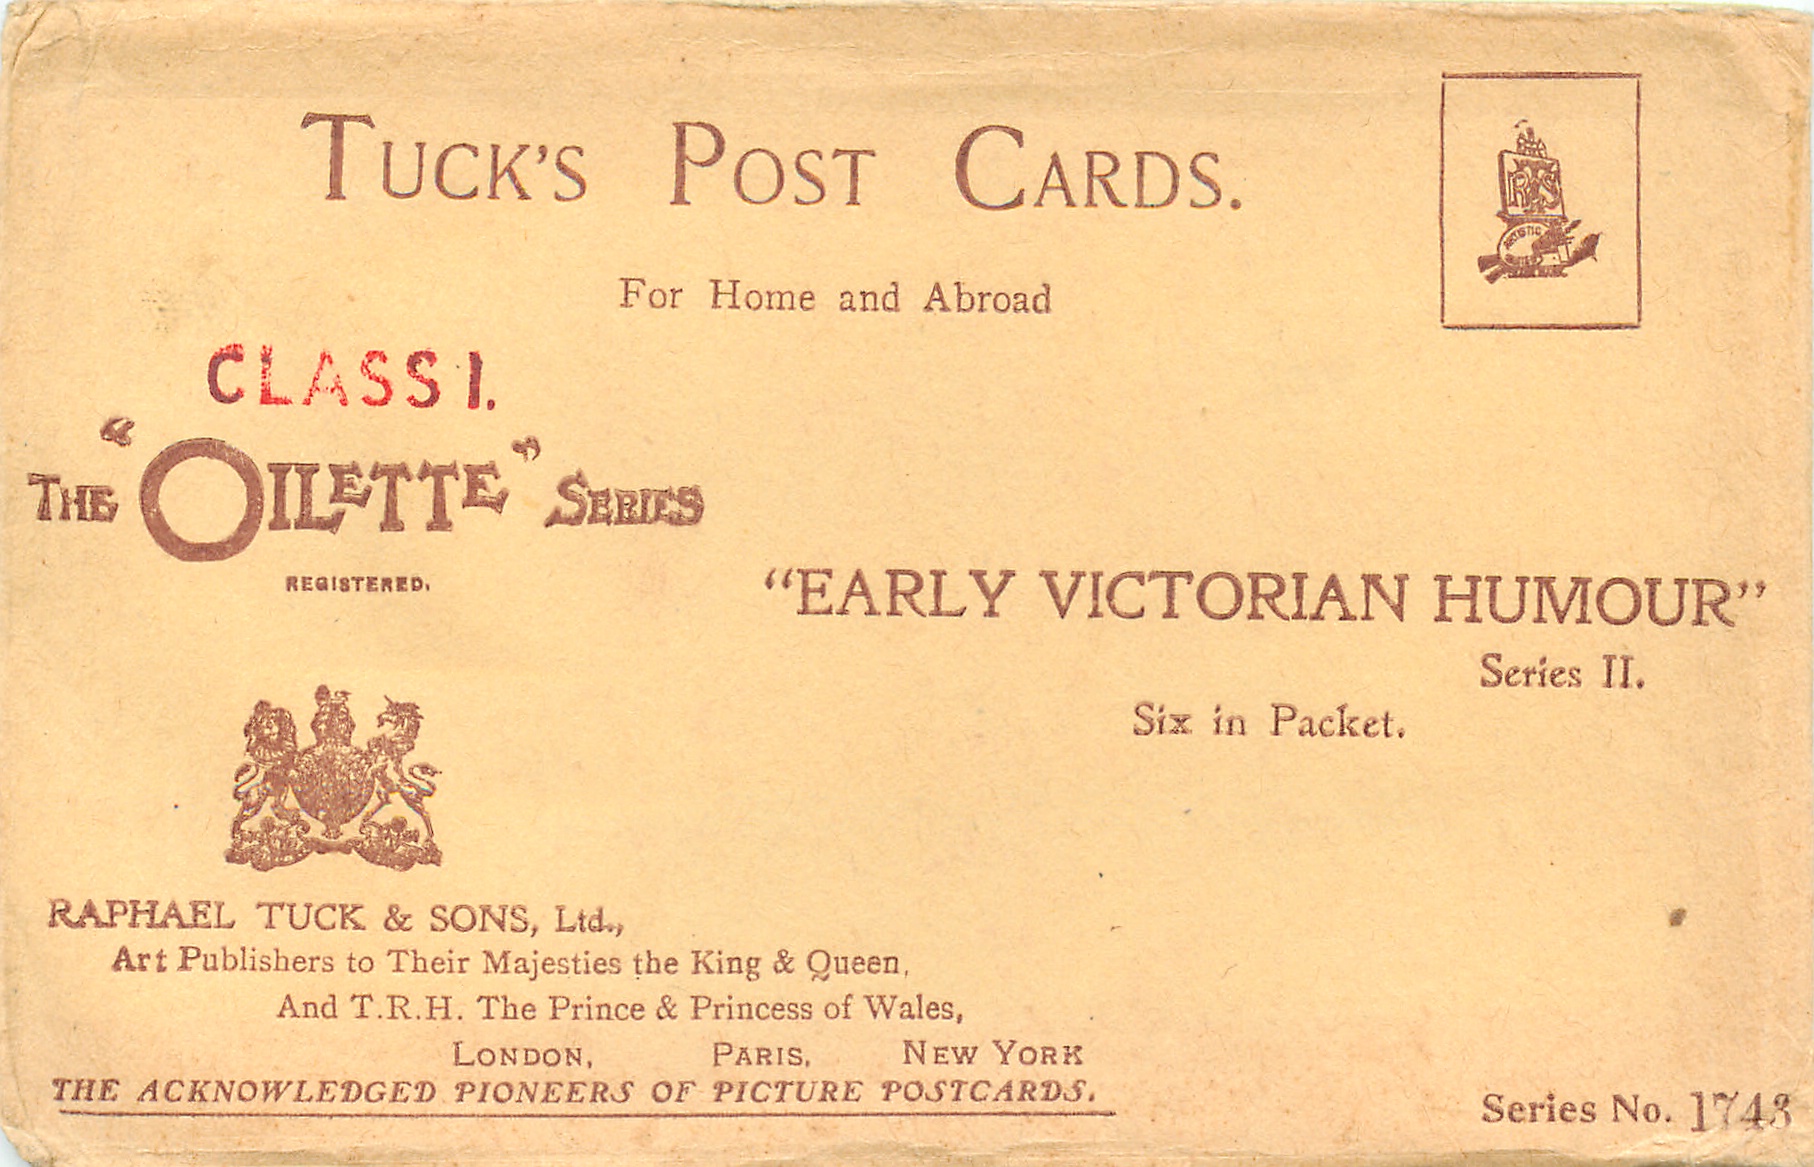 TUCK'S POST CARDS.
RTS
ARTISTIC
For Home and Abroad
CLASS I.
THE "OILETTE" SERIES
REGISTERED.
"EARLY VICTORIAN HUMOUR"
Series II.
Six in Packet.
RAPHAEL TUCK & SONS, Ltd.,
Art Publishers to Their Majesties the King & Queen,
And T.R.H. The Prince & Princess of Wales,
LONDON, PARIS, NEW YORK
THE ACKNOWLEDGED PIONEERS OF PICTURE POSTCARDS.
Series No. 1743